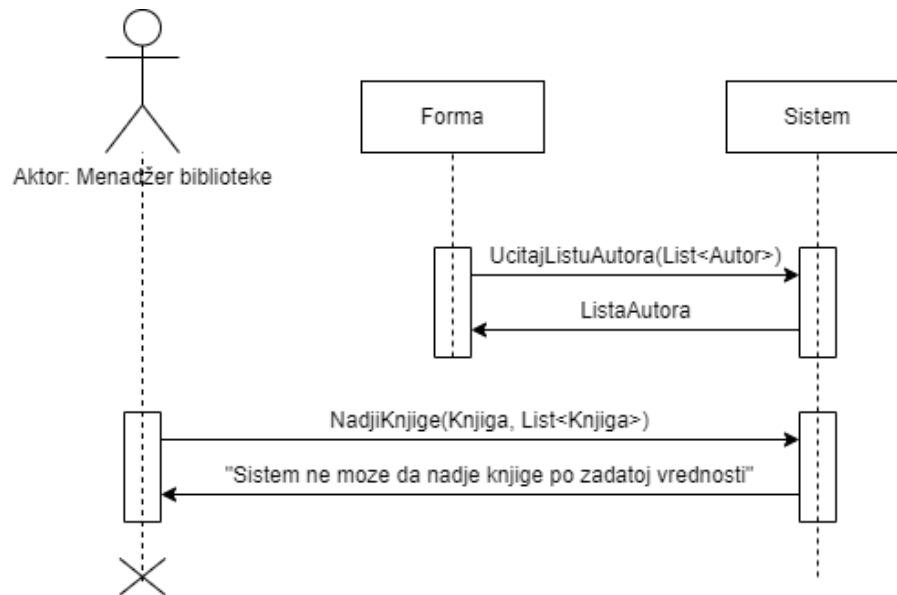 Forma
Sistem
Aktor: Menadžer biblioteke
UcitajListuAutora(List<Autor>)
ListaAutora
NadjiKnjige(Knjiga, List<Knjiga>)
"Sistem ne moze da nadje knjige po zadatoj vrednosti"